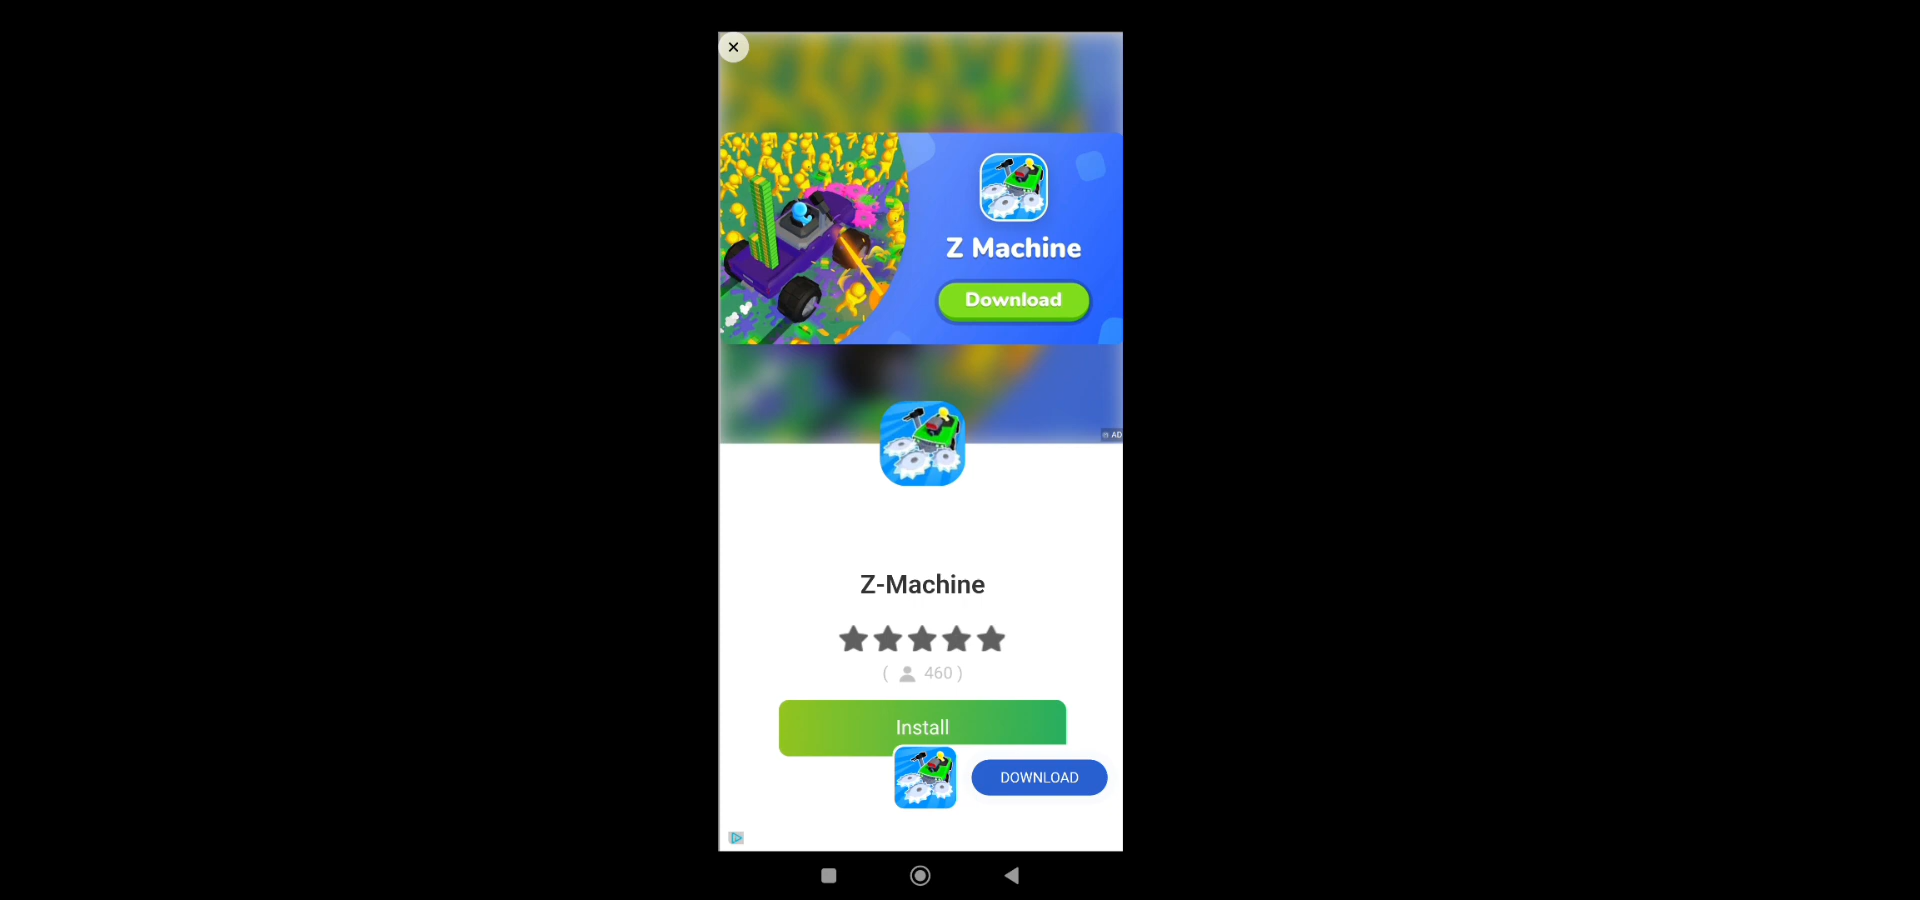 Z Machine
Download
AD
Z-Machine
( 460 )
Install
DOWNLOAD